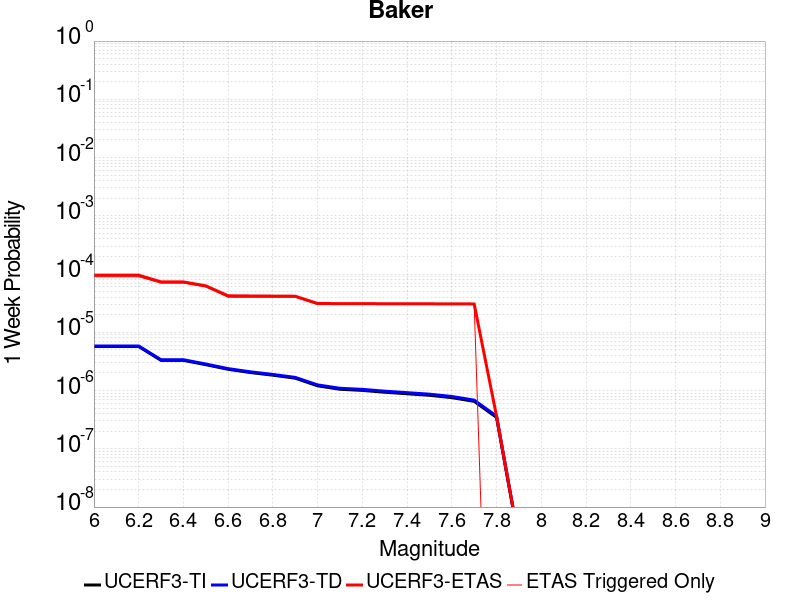 Baker
10^0
10^-1
10^-2
10^-3
10^-4
10^-5
10^-6
10^-7
10^-8
1 Week Probability
6 6.2 6.4 6.6 6.8 7 7.2 7.4 7.6 7.8 8 8.2 8.4 8.6 8.8 9
Magnitude
UCERF3-TI UCERF3-TD UCERF3-ETAS ETAS Triggered Only